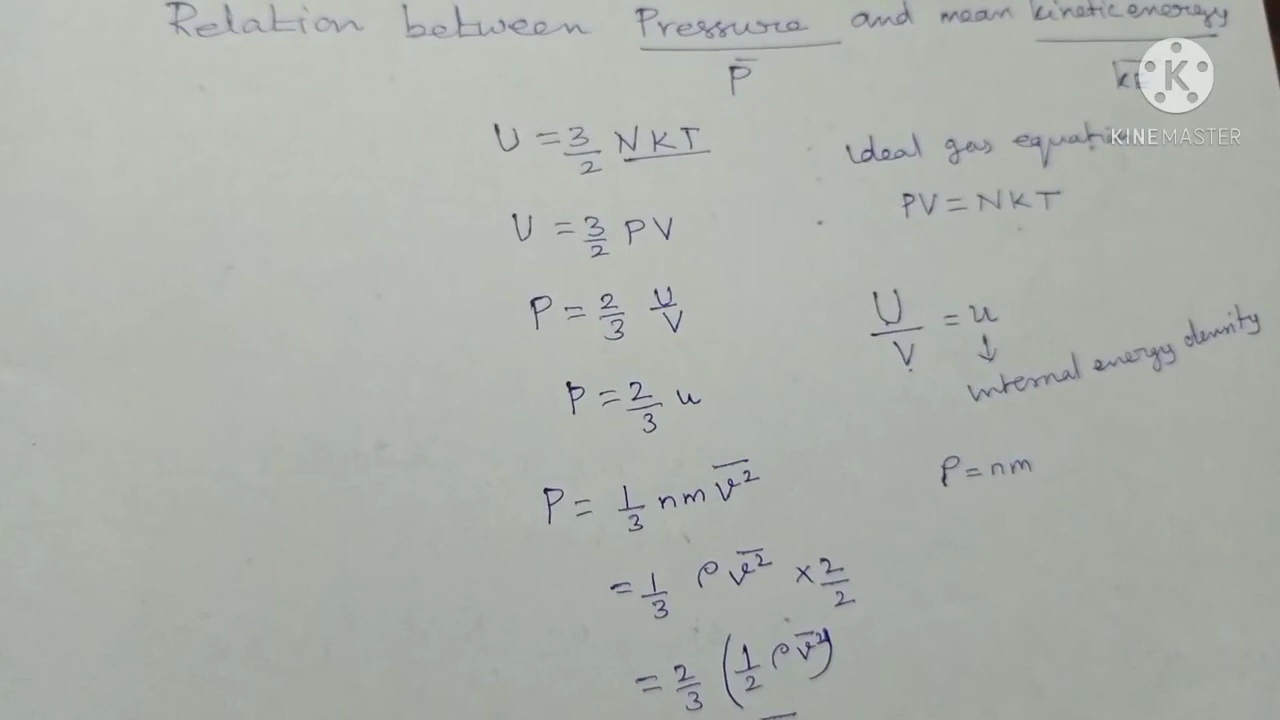 Relation between Pressure and mean kinetic energy
P̄
K
KINEMASTER
U = 3/2 NKT
Ideal gas
PV = NKT
U = 3/2 PV
P = 2/3 U/V
U/V = u
↓
internal energy density
P = 2/3 u
P = 1/3 nm v̅²
ρ = nm
= 1/3 ρ v̅² × 2/2
= 2/3 (1/2 ρ v̅²)